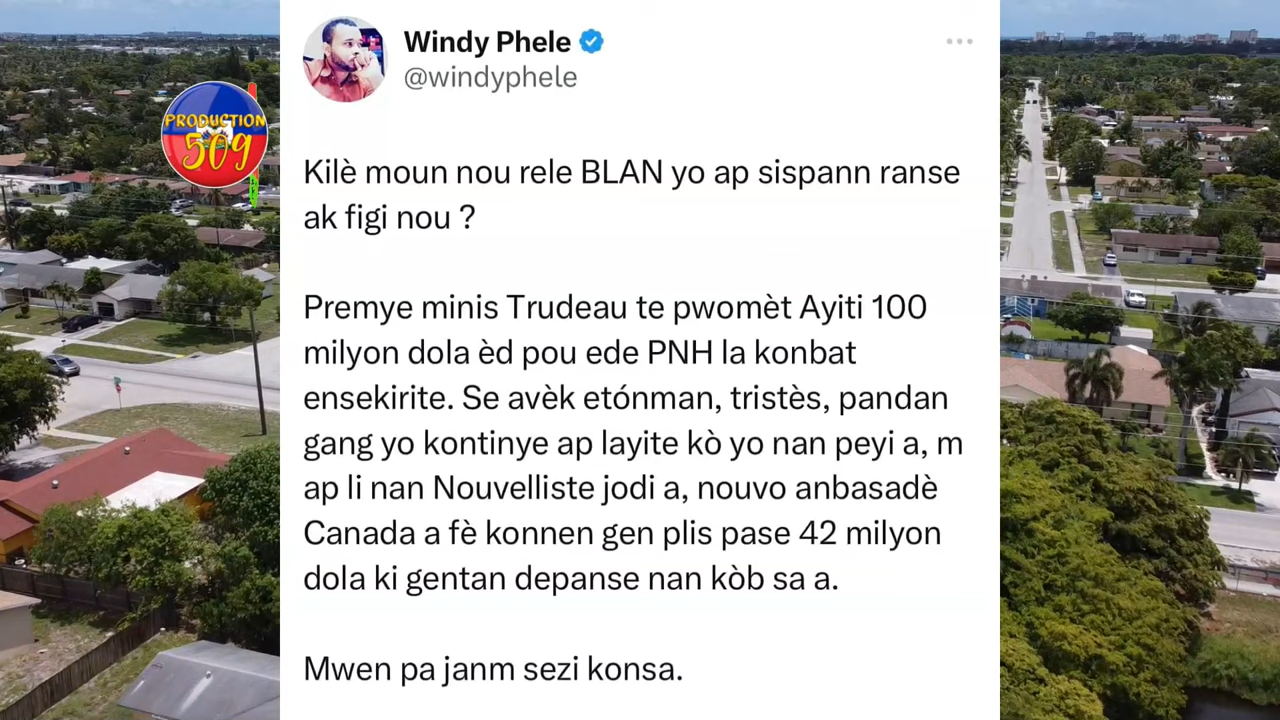 Windy Phele
@windyphele
PRODUCTION
509
Kilè moun nou rele BLAN yo ap sispann ranse
ak figi nou ?
Premye minis Trudeau te pwomèt Ayiti 100
milyon dola èd pou ede PNH la konbat
ensekirite. Se avèk etónman, tristès, pandan
gang yo kontinye ap layite kò yo nan peyi a, m
ap li nan Nouvelliste jodi a, nouvo anbasadè
Canada a fè konnen gen plis pase 42 milyon
dola ki gentan depanse nan kòb sa a.
Mwen pa janm sezi konsa.